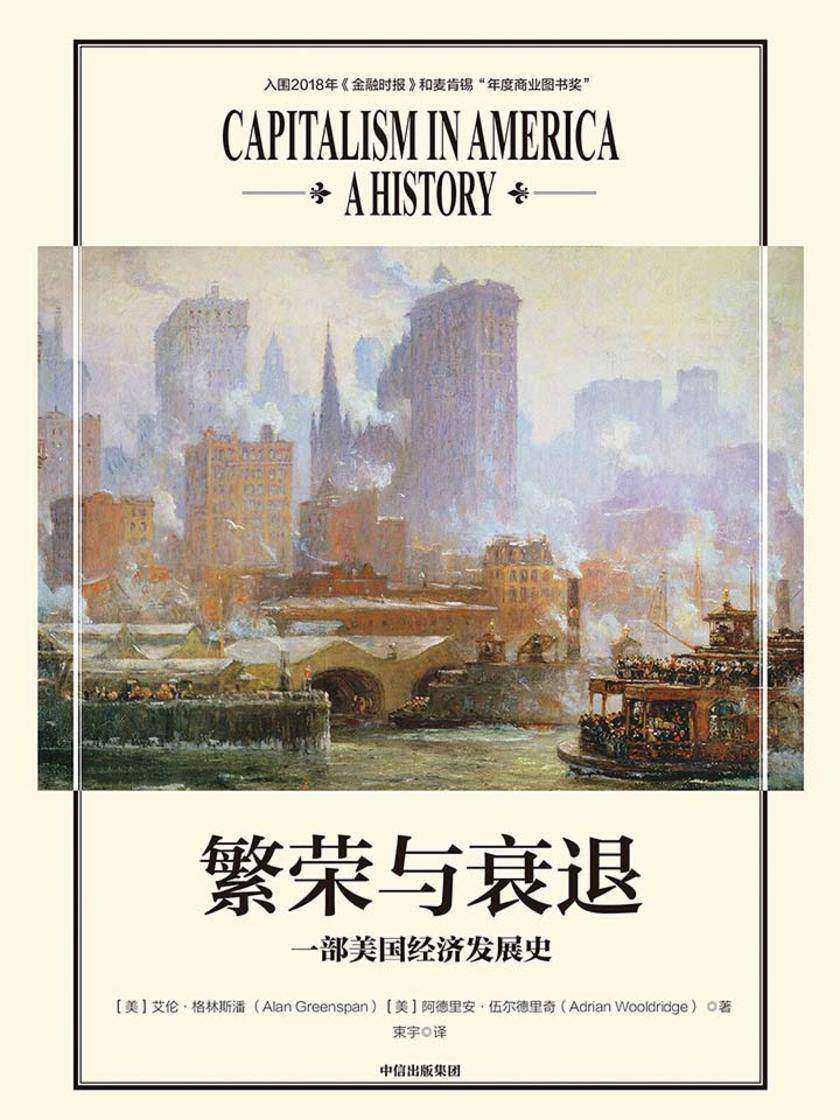 入围2018年《金融时报》和麦肯锡“年度商业图书奖”
CAPITALISM IN AMERICA
A HISTORY
繁荣与衰退
一部美国经济发展史
［美］艾伦·格林斯潘（Alan Greenspan）［美］阿德里安·伍尔德里奇（Adrian Wooldridge）◎著
束宇◎译
中信出版集团